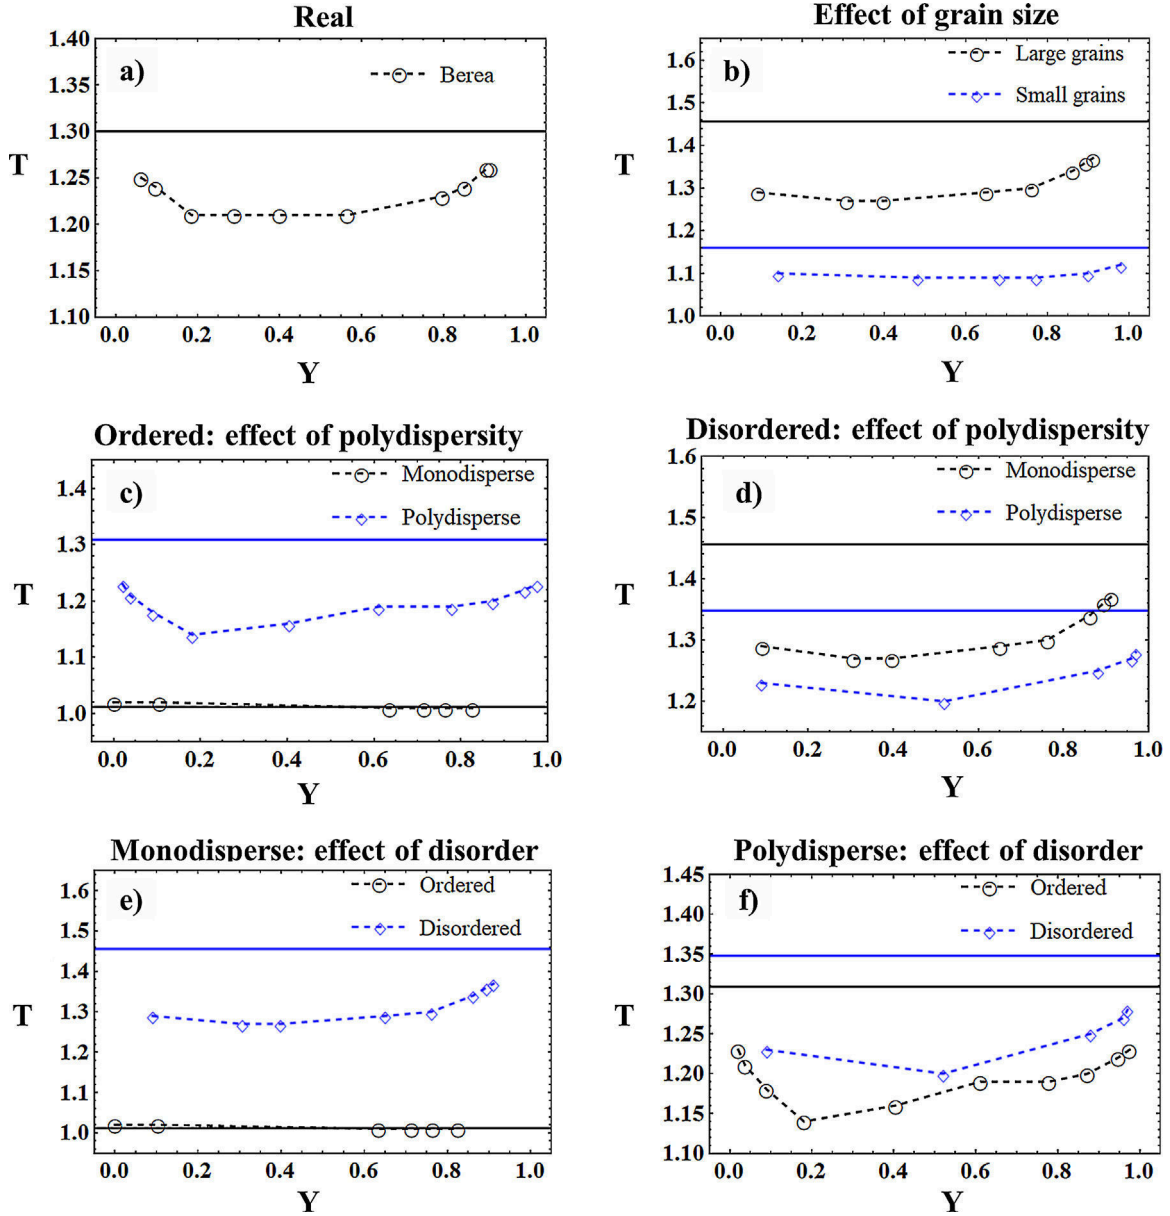 Real
a)
Berea
T
1.40
1.35
1.30
1.25
1.20
1.15
1.10
0.0 0.2 0.4 0.6 0.8 1.0
Y
Effect of grain size
b)
Large grains
Small grains
T
1.6
1.5
1.4
1.3
1.2
1.1
1.0
0.0 0.2 0.4 0.6 0.8 1.0
Y
Ordered: effect of polydispersity
c)
Monodisperse
Polydisperse
T
1.4
1.3
1.2
1.1
1.0
0.0 0.2 0.4 0.6 0.8 1.0
Y
Disordered: effect of polydispersity
d)
Monodisperse
Polydisperse
T
1.6
1.5
1.4
1.3
1.2
0.0 0.2 0.4 0.6 0.8 1.0
Y
Monodisperse: effect of disorder
e)
Ordered
Disordered
T
1.6
1.5
1.4
1.3
1.2
1.1
1.0
0.0 0.2 0.4 0.6 0.8 1.0
Y
Polydisperse: effect of disorder
f)
Ordered
Disordered
T
1.45
1.40
1.35
1.30
1.25
1.20
1.15
1.10
0.0 0.2 0.4 0.6 0.8 1.0
Y